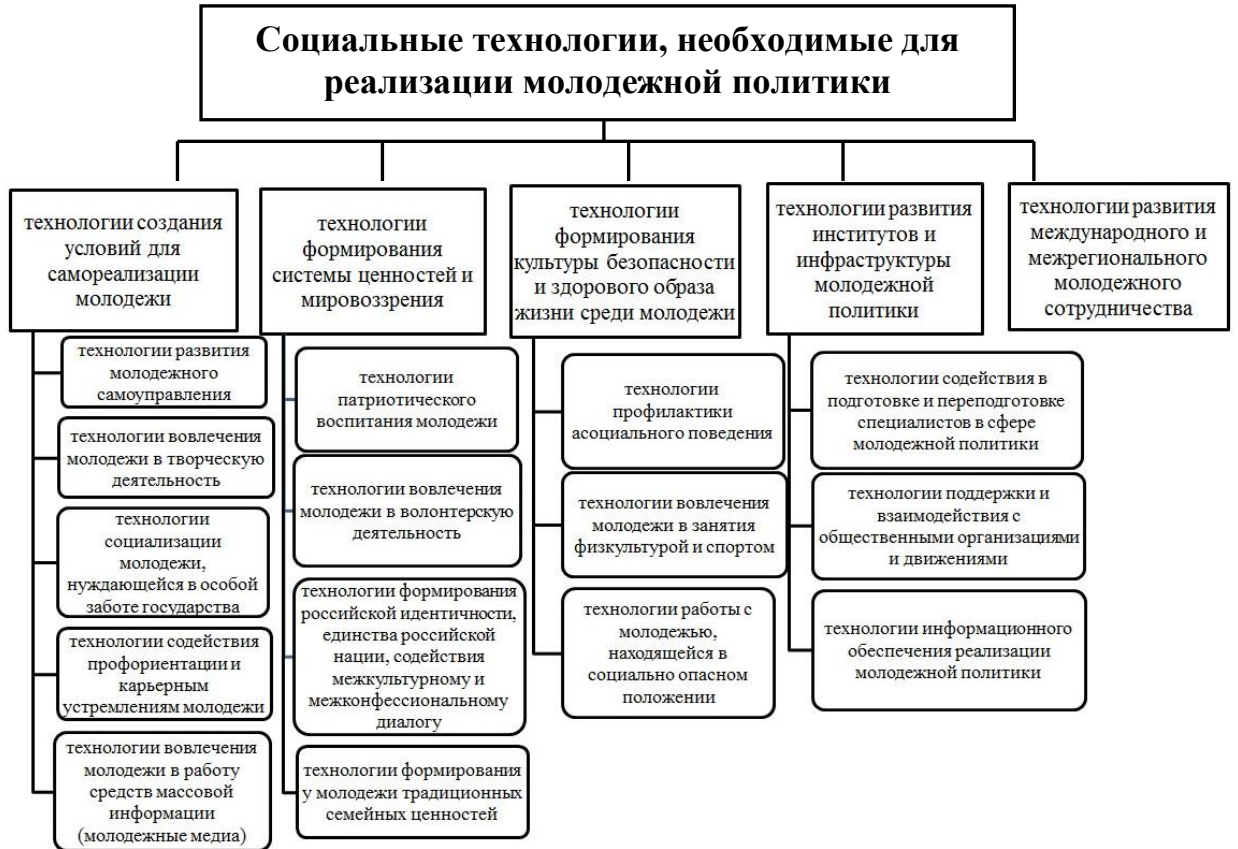 Социальные технологии, необходимые для
реализации молодежной политики
технологии создания
условий для
самореализации
молодежи
технологии развития
молодежного
самоуправления
технологии вовлечения
молодежи в творческую
деятельность
технологии
социализации
молодежи,
нуждающейся в особой
заботе государства
технологии содействия
профориентации и
карьерным
устремлениям молодежи
технологии вовлечения
молодежи в работу
средств массовой
информации
(молодежные медиа)
технологии
формирования
системы ценностей и
мировоззрения
технологии
патриотического
воспитания молодежи
технологии вовлечения
молодежи в волонтерскую
деятельность
технологии формирования
российской идентичности,
единства российской
нации, содействия
межкультурному и
межконфессиональному
диалогу
технологии формирования
у молодежи традиционных
семейных ценностей
технологии
формирования
культуры безопасности
и здорового образа
жизни среди молодежи
технологии
профилактики
асоциального поведения
технологии вовлечения
молодежи в занятия
физкультурой и спортом
технологии работы с
молодежью,
находящейся в
социально опасном
положении
технологии развития
институтов и
инфраструктуры
молодежной
политики
технологии содействия в
подготовке и переподготовке
специалистов в сфере
молодежной политики
технологии поддержки и
взаимодействия с
общественными организациями
и движениями
технологии информационного
обеспечения реализации
молодежной политики
технологии развития
международного и
межрегионального
молодежного
сотрудничества